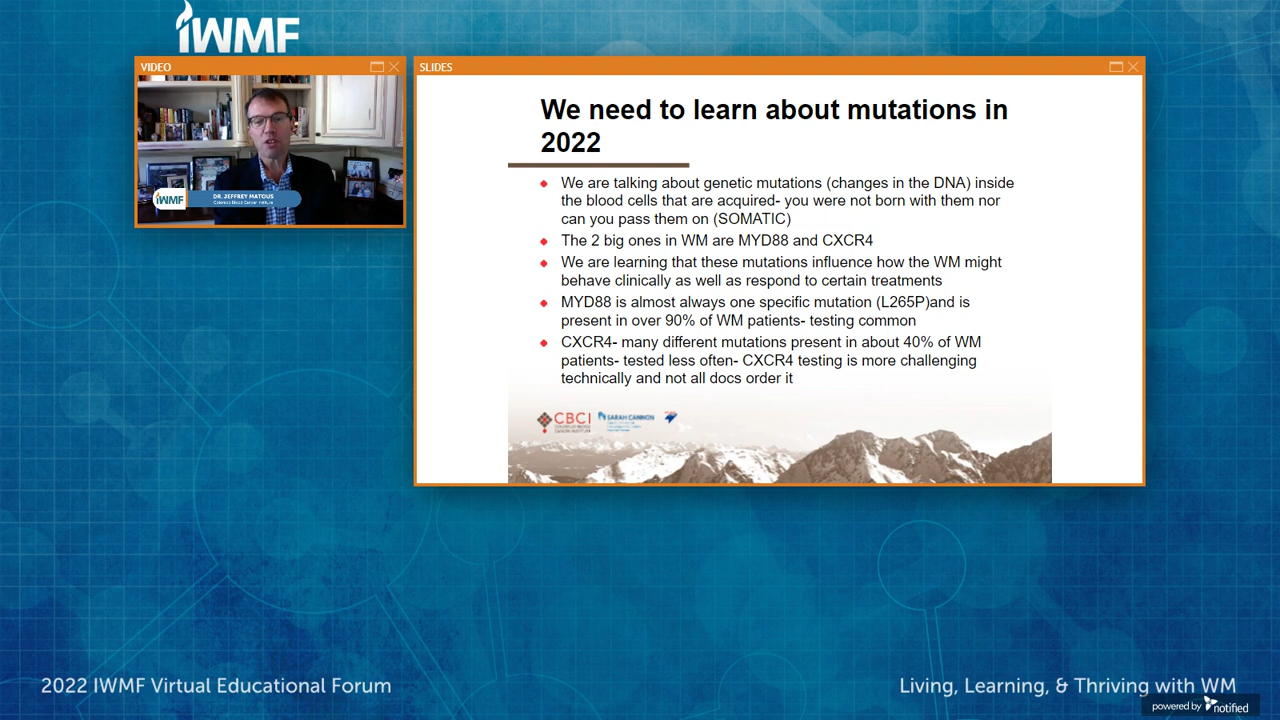 IWMF
VIDEO
SLIDES
IWMF
DR. JEFFREY MATOUS
Colorado Blood Cancer Institute
We need to learn about mutations in
2022
We are talking about genetic mutations (changes in the DNA) inside
the blood cells that are acquired- you were not born with them nor
can you pass them on (SOMATIC)
The 2 big ones in WM are MYD88 and CXCR4
We are learning that these mutations influence how the WM might
behave clinically as well as respond to certain treatments
MYD88 is almost always one specific mutation (L265P)and is
present in over 90% of WM patients- testing common
CXCR4- many different mutations present in about 40% of WM
patients- tested less often- CXCR4 testing is more challenging
technically and not all docs order it
CBCI
COLORADO BLOOD
CANCER INSTITUTE
SARAH CANNON
2022 IWMF Virtual Educational Forum
Living, Learning, & Thriving with WM
powered by notified